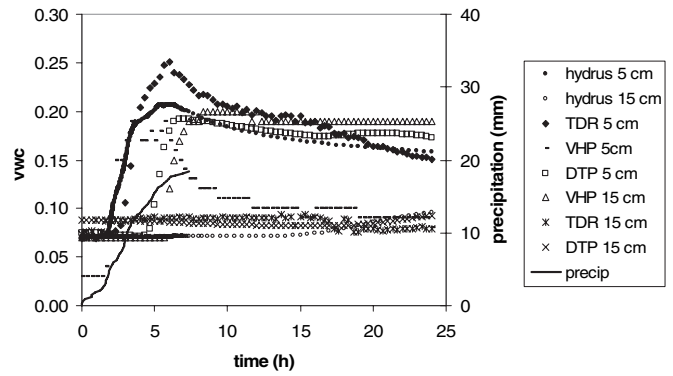 0.30
0.25
0.20
0.15
0.10
0.05
0.00
vwc
40
30
20
10
0
precipitation (mm)
0 5 10 15 20 25
time (h)
hydrus 5 cm
hydrus 15 cm
TDR 5 cm
VHP 5cm
DTP 5 cm
VHP 15 cm
TDR 15 cm
DTP 15 cm
precip